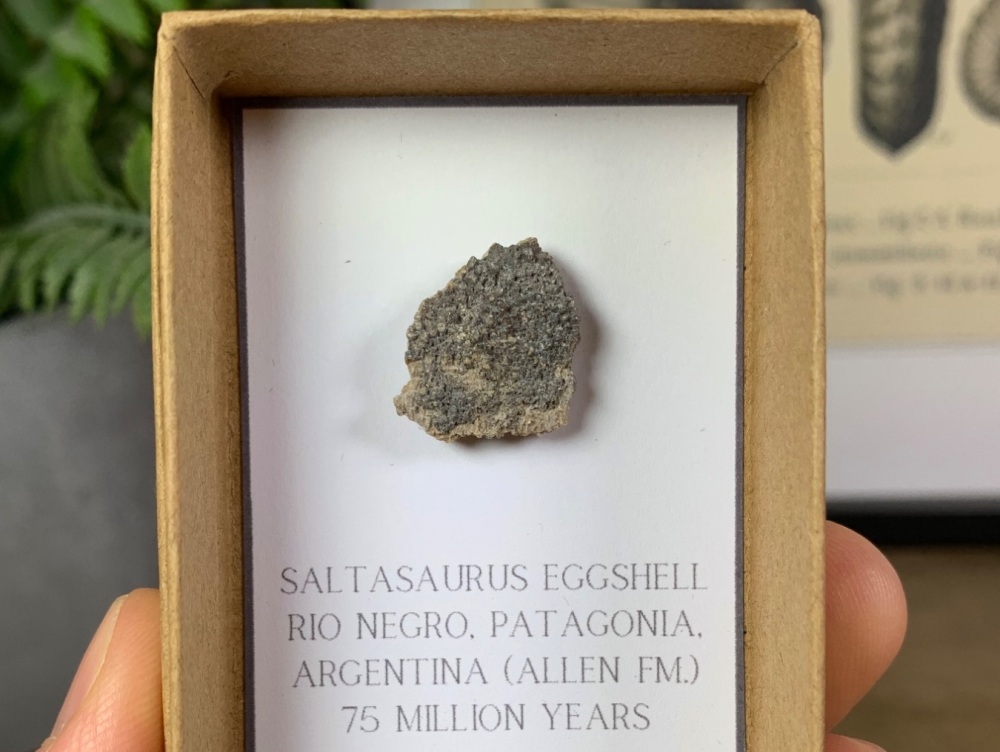 SALTASAURUS EGGSHELL
RIO NEGRO, PATAGONIA,
ARGENTINA (ALLEN FM.)
75 MILLION YEARS